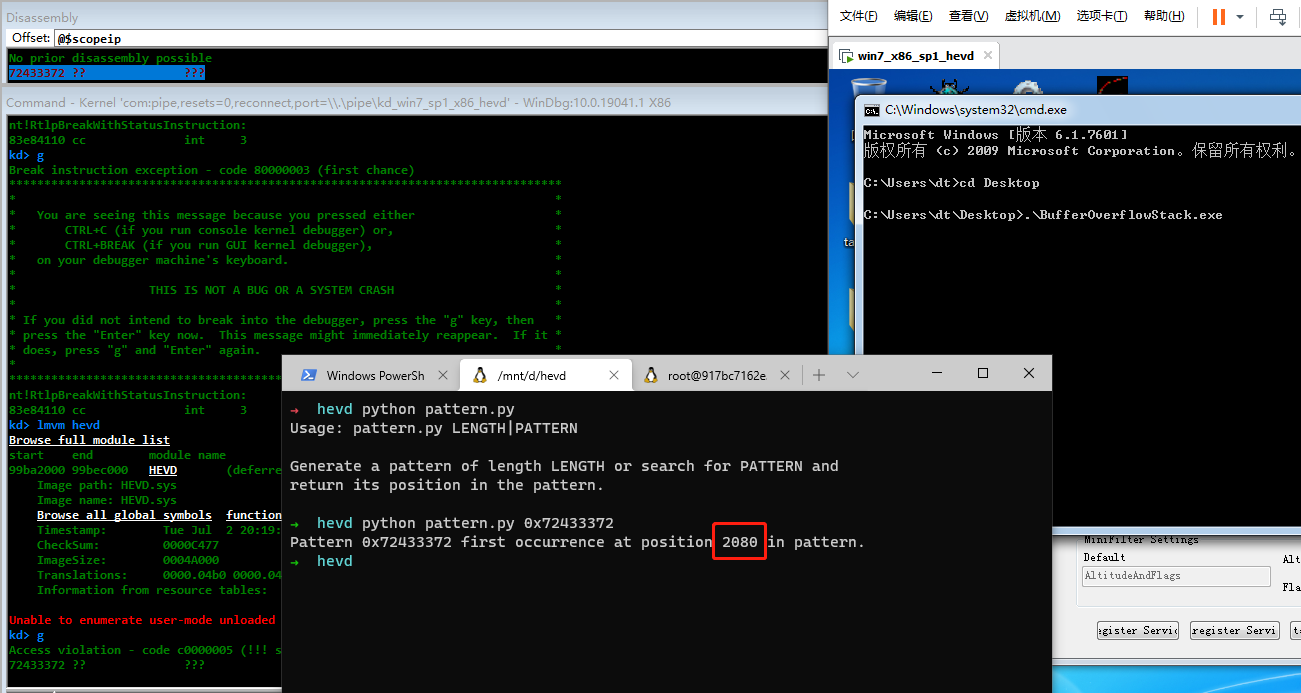 Disassembly
Offset: @$scopeip
No prior disassembly possible
72433372 ?? ???
Command - Kernel 'com:pipe,resets=0,reconnect,port=\\.\pipe\kd_win7_sp1_x86_hevd' - WinDbg:10.0.19041.1 X86
nt!RtlpBreakWithStatusInstruction:
83e84110 cc int 3
kd> g
Break instruction exception - code 80000003 (first chance)
*******************************************************************************
* *
* You are seeing this message because you pressed either *
* CTRL+C (if you run console kernel debugger) or, *
* CTRL+BREAK (if you run GUI kernel debugger), *
* on your debugger machine's keyboard. *
* *
* THIS IS NOT A BUG OR A SYSTEM CRASH *
* *
* If you did not intend to break into the debugger, press the "g" key, then *
* press the "Enter" key now. This message might immediately reappear. If it *
* does, press "g" and "Enter" again. *
* 
nt!RtlpBreakWithStatusInstruction:
83e84110 cc int 3
kd> lmvm hevd
Browse full module list
start end module name
99ba2000 99bec000 HEVD (deferre
Image path: HEVD.sys
Image name: HEVD.sys
Browse all global symbols function
Timestamp: Tue Jul 2 20:19:
CheckSum: 0000C477
ImageSize: 0004A000
Translations: 0000.04b0 0000.04
Information from resource tables:
Unable to enumerate user-mode unloaded
kd> g
Access violation - code c0000005 (!!! s
72433372 ?? ???
文件(F) 编辑(E) 查看(V) 虚拟机(M) 选项卡(T) 帮助(H)
win7_x86_sp1_hevd
C:\Windows\system32\cmd.exe
Microsoft Windows [版本 6.1.7601]
版权所有 (c) 2009 Microsoft Corporation。保留所有权利。
C:\Users\dt>cd Desktop
C:\Users\dt\Desktop>.\BufferOverflowStack.exe
ta
Windows PowerSh /mnt/d/hevd root@917bc7162e
→ hevd python pattern.py
Usage: pattern.py LENGTH|PATTERN
Generate a pattern of length LENGTH or search for PATTERN and
return its position in the pattern.
→ hevd python pattern.py 0x72433372
Pattern 0x72433372 first occurrence at position 2080 in pattern.
→ hevd
MiniFilter Settings
Default Alt
AltitudeAndFlags
Fla
egister Servic register Servi t